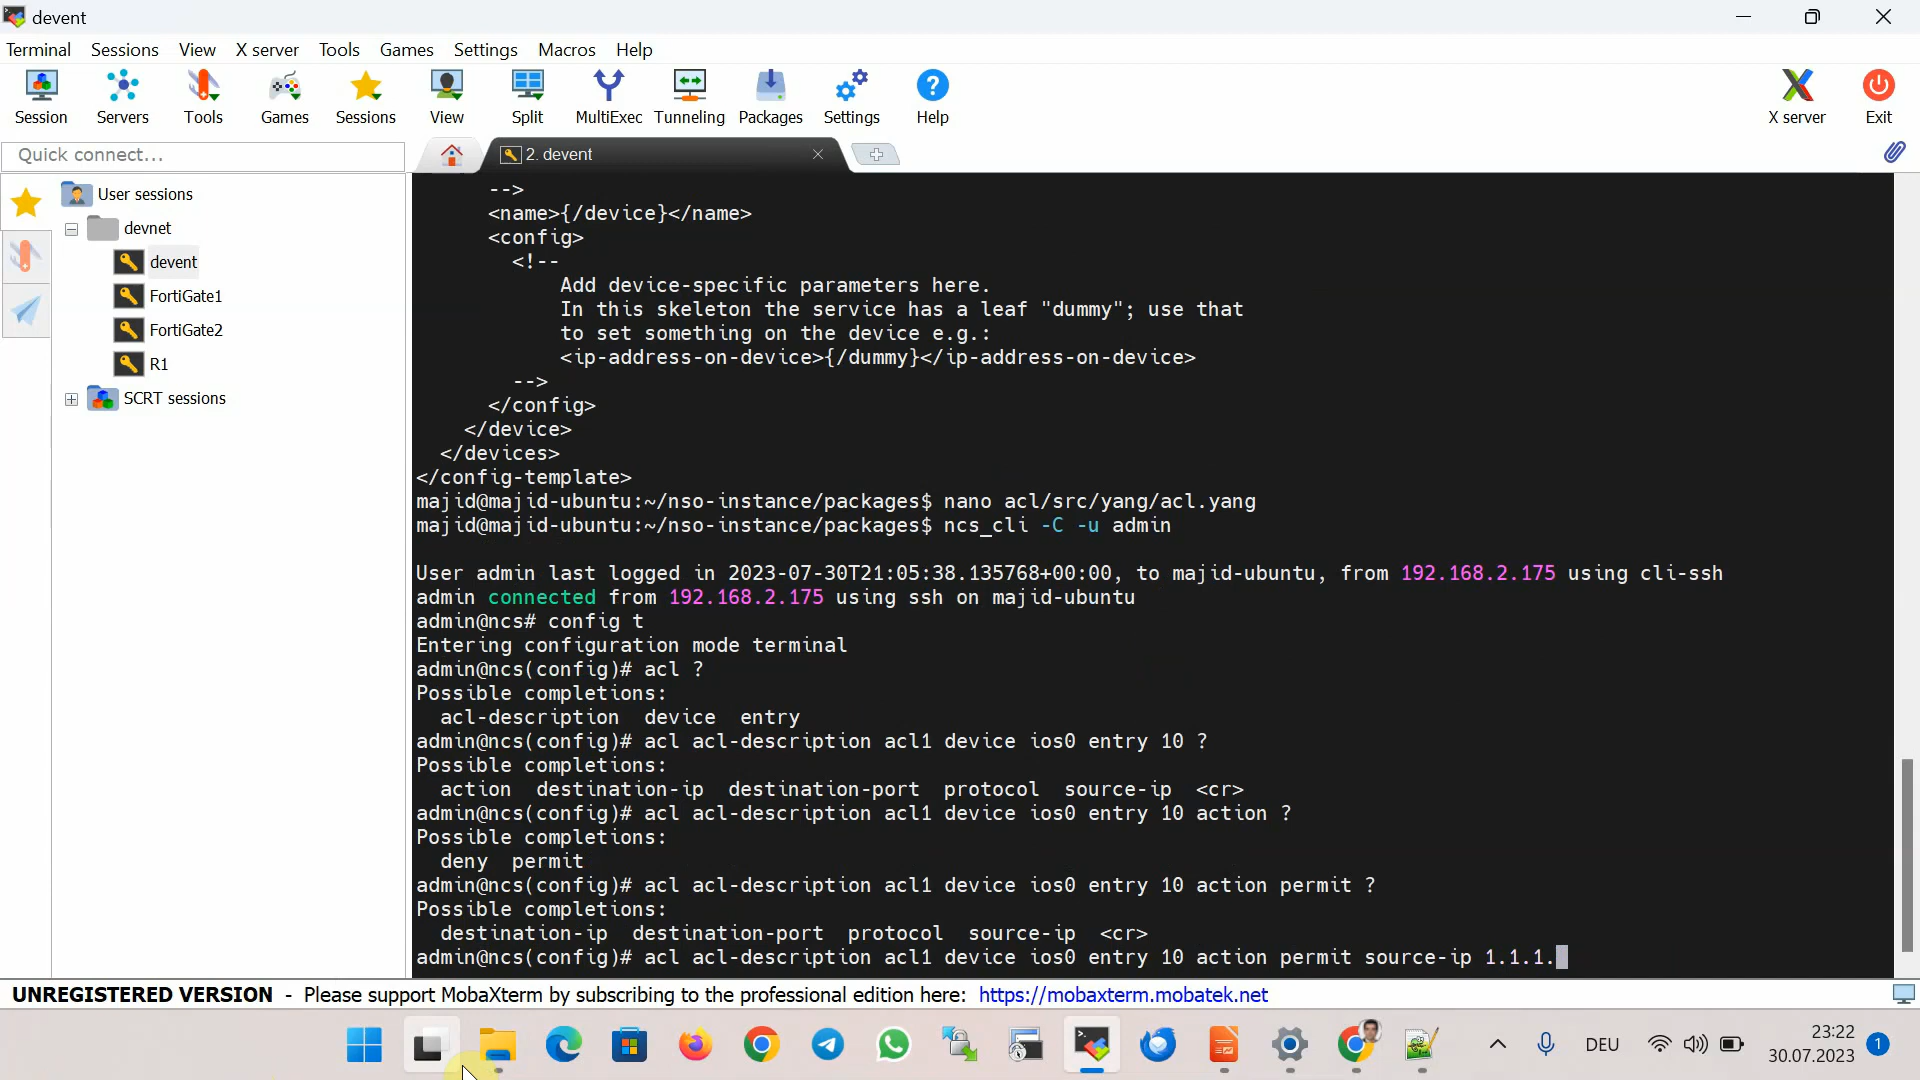 devent
Terminal Sessions View X server Tools Games Settings Macros Help
Session Servers Tools Games Sessions View Split MultiExec Tunneling Packages Settings Help X server Exit
Quick connect...
2. devent
User sessions
devnet
devent
FortiGate1
FortiGate2
R1
SCRT sessions
-->
<name>{/device}</name>
<config>
<!--
Add device-specific parameters here.
In this skeleton the service has a leaf "dummy"; use that
to set something on the device e.g.:
<ip-address-on-device>{/dummy}</ip-address-on-device>
-->
</config>
</device>
</devices>
</config-template>
majid@majid-ubuntu:~/nso-instance/packages$ nano acl/src/yang/acl.yang
majid@majid-ubuntu:~/nso-instance/packages$ ncs_cli -C -u admin
User admin last logged in 2023-07-30T21:05:38.135768+00:00, to majid-ubuntu, from 192.168.2.175 using cli-ssh
admin connected from 192.168.2.175 using ssh on majid-ubuntu
admin@ncs# config t
Entering configuration mode terminal
admin@ncs(config)# acl ?
Possible completions:
acl-description device entry
admin@ncs(config)# acl acl-description acl1 device ios0 entry 10 ?
Possible completions:
action destination-ip destination-port protocol source-ip <cr>
admin@ncs(config)# acl acl-description acl1 device ios0 entry 10 action ?
Possible completions:
deny permit
admin@ncs(config)# acl acl-description acl1 device ios0 entry 10 action permit ?
Possible completions:
destination-ip destination-port protocol source-ip <cr>
admin@ncs(config)# acl acl-description acl1 device ios0 entry 10 action permit source-ip 1.1.1.
UNREGISTERED VERSION - Please support MobaXterm by subscribing to the professional edition here: https://mobaxterm.mobatek.net
DEU
23:22
30.07.2023
1